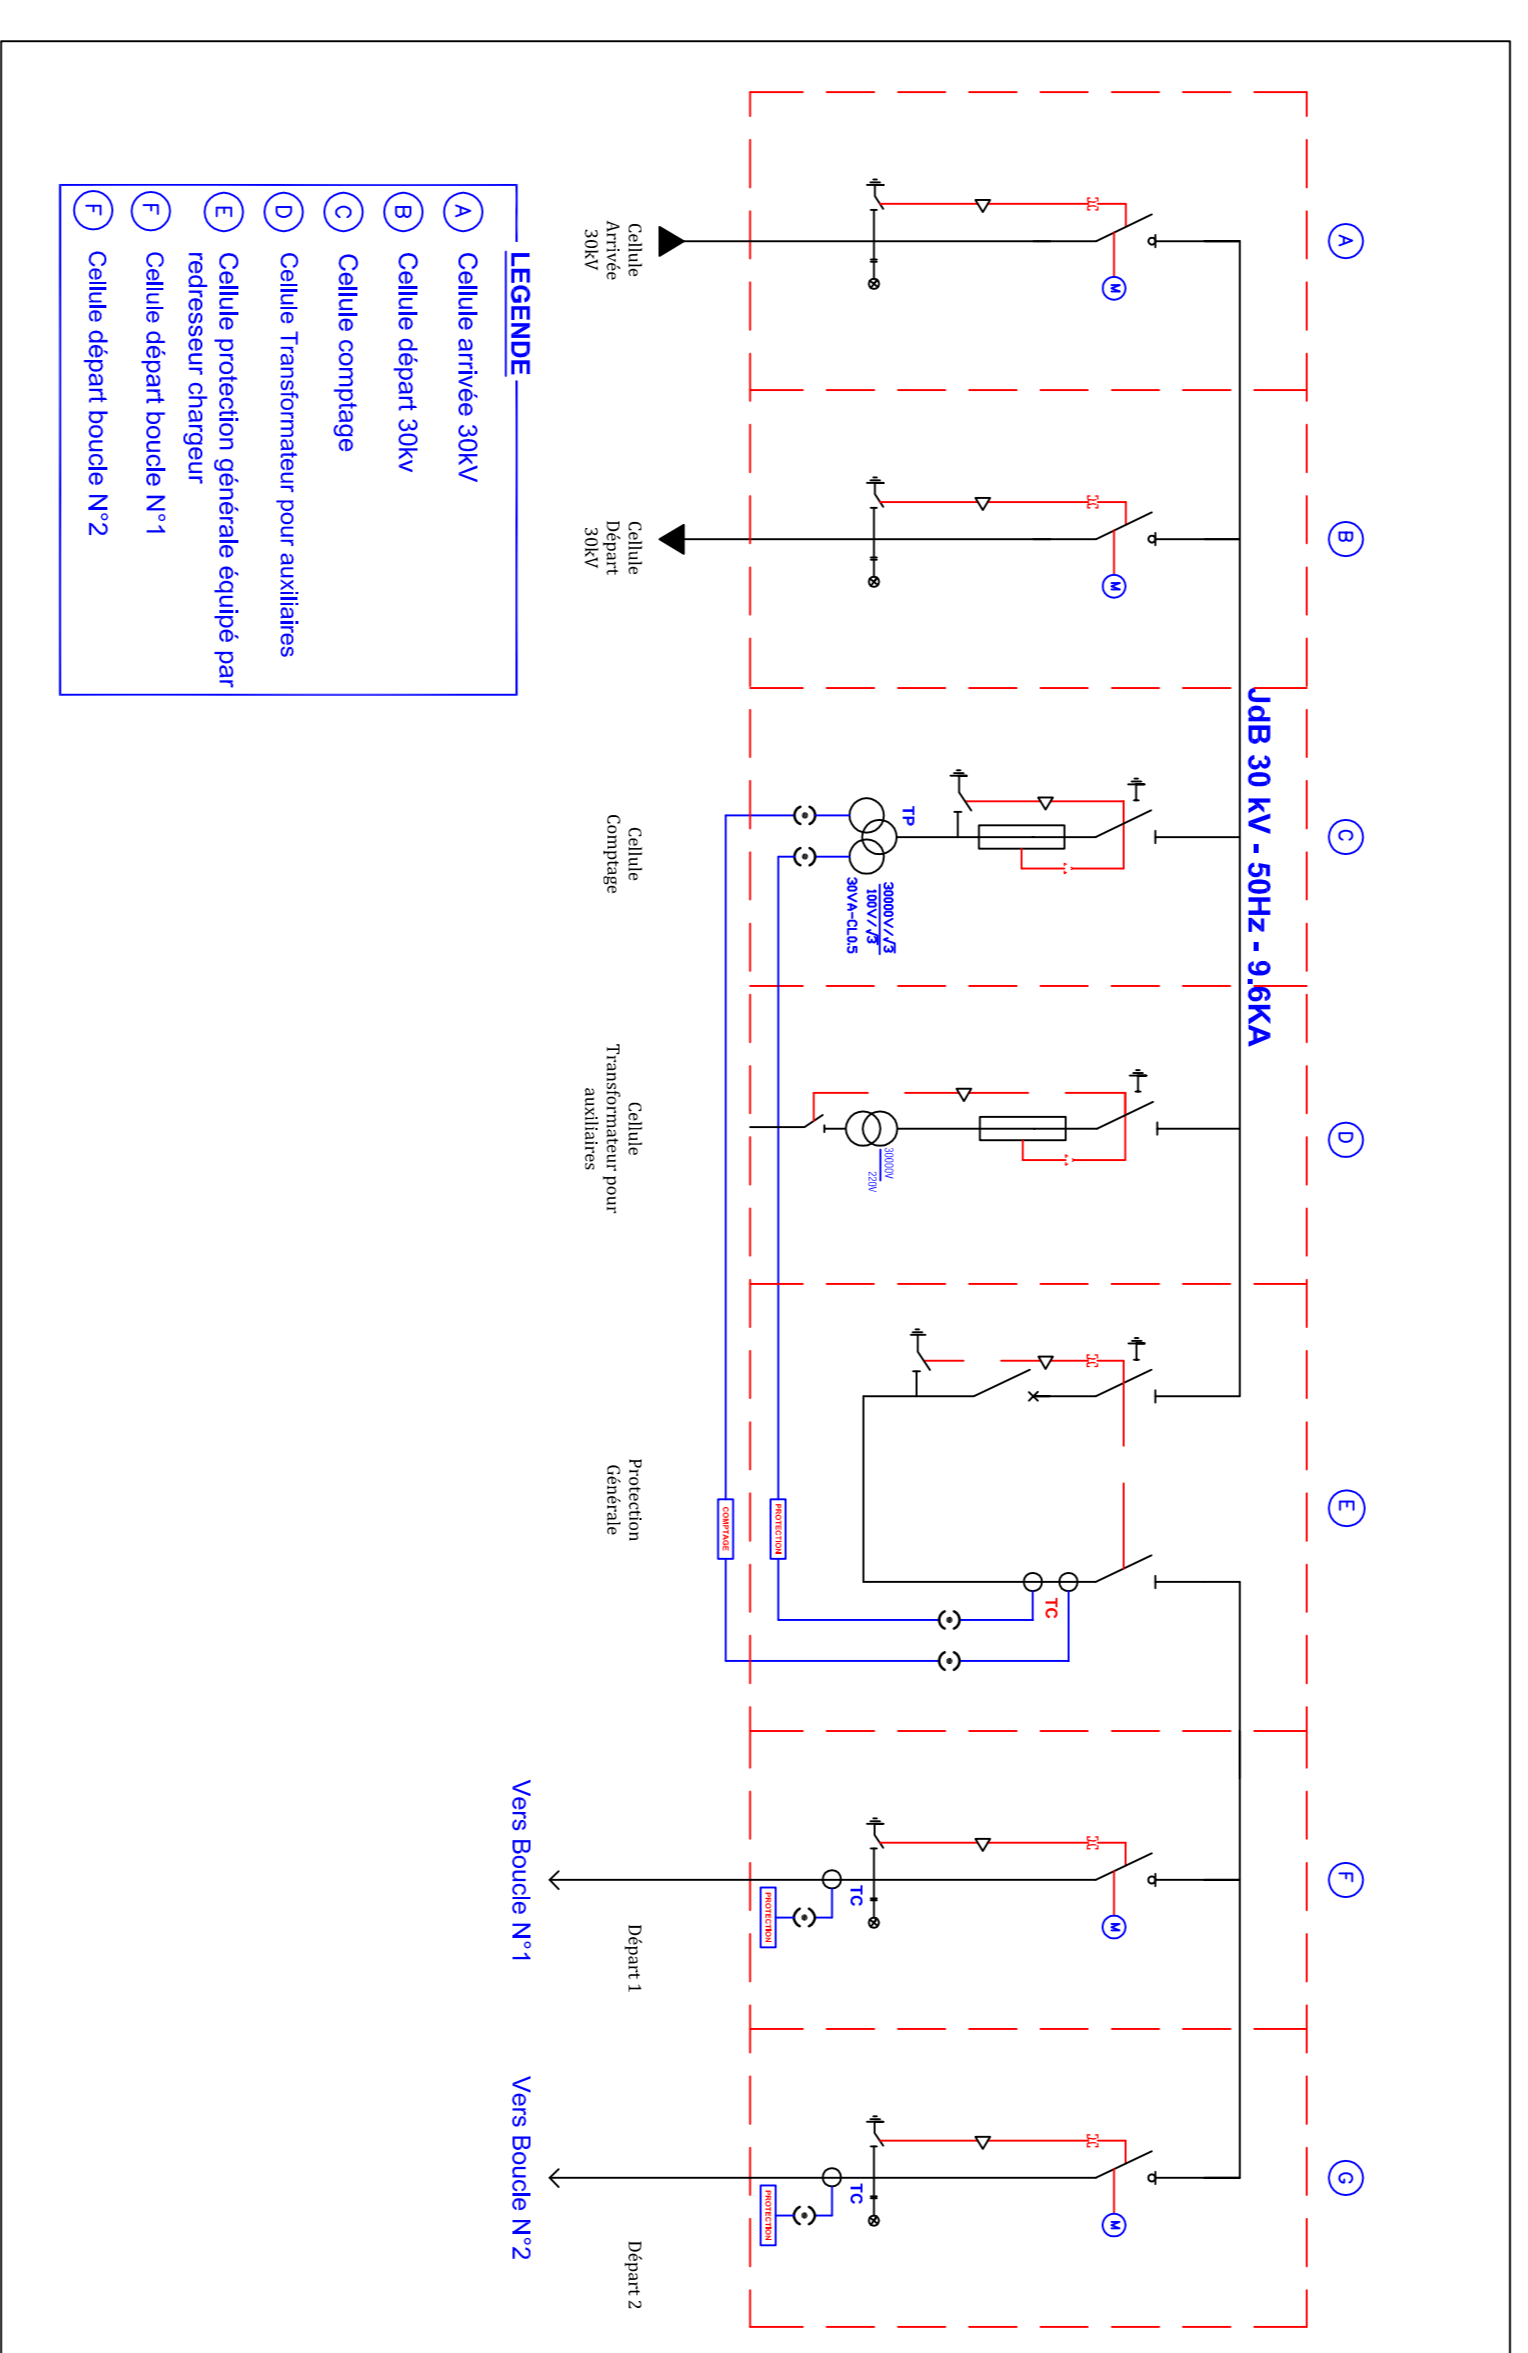 A
B
C
D
E
F
G
JdB 30 kV - 50Hz - 9.6KA
M
M
M
M
TP
30000V/√3
100V/√3
30VA-CL0.5
30000V
220V
TC
TC
TC
PROTECTION
COMPTAGE
PROTECTION
PROTECTION
Cellule
Arrivée
30kV
Cellule
Départ
30kV
Cellule
Comptage
Cellule
Transformateur pour
auxiliaires
Protection
Générale
Départ 1
Départ 2
Vers Boucle N°1
Vers Boucle N°2
LEGENDE
A Cellule arrivée 30kV
B Cellule départ 30kv
C Cellule comptage
D Cellule Transformateur pour auxiliaires
E Cellule protection générale équipé par
redresseur chargeur
F Cellule départ boucle N°1
F Cellule départ boucle N°2